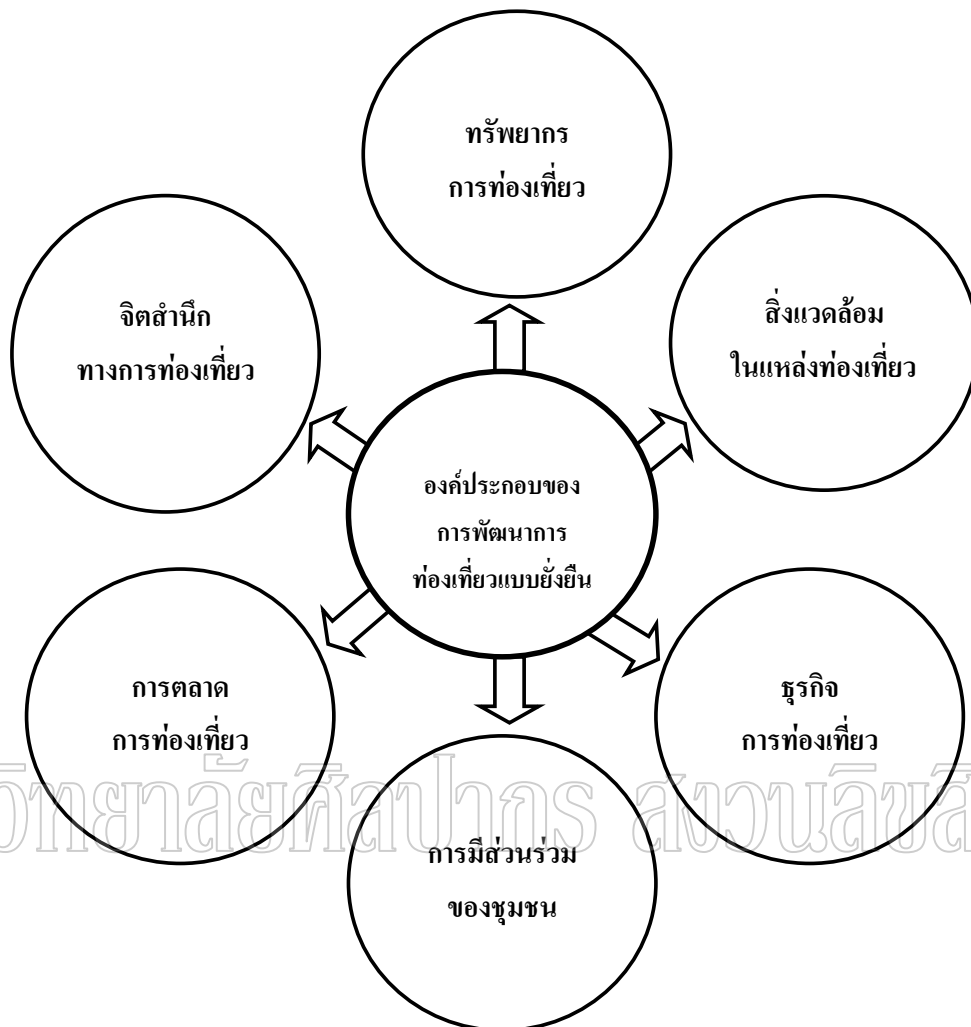 ทรัพยากร
การท่องเที่ยว
จิตสำนึก
ทางการท่องเที่ยว
สิ่งแวดล้อม
ในแหล่งท่องเที่ยว
องค์ประกอบของ
การพัฒนาการ
ท่องเที่ยวแบบยั่งยืน
การตลาด
การท่องเที่ยว
ธุรกิจ
การท่องเที่ยว
วิทยาลัยศิลปากร สงวนลิขสิ
การมีส่วนร่วม
ของชุมชน